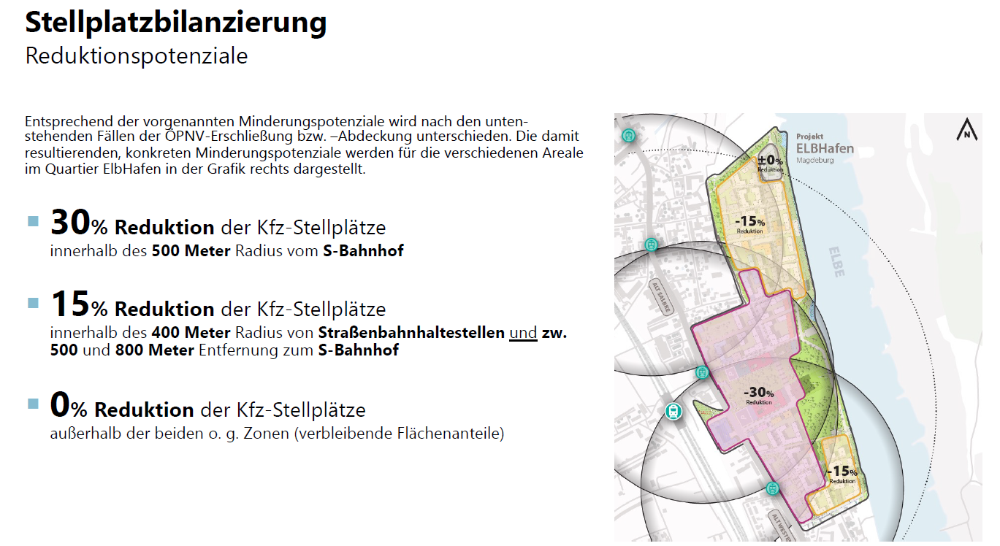 Stellplatzbilanzierung
Reduktionspotenziale
Entsprechend der vorgenannten Minderungspotenziale wird nach den unten-
stehenden Fällen der ÖPNV-Erschließung bzw. –Abdeckung unterschieden. Die damit
resultierenden, konkreten Minderungspotenziale werden für die verschiedenen Areale
im Quartier ElbHafen in der Grafik rechts dargestellt.
30% Reduktion der Kfz-Stellplätze
innerhalb des 500 Meter Radius vom S-Bahnhof
15% Reduktion der Kfz-Stellplätze
innerhalb des 400 Meter Radius von Straßenbahnhaltestellen und zw.
500 und 800 Meter Entfernung zum S-Bahnhof
0% Reduktion der Kfz-Stellplätze
außerhalb der beiden o. g. Zonen (verbleibende Flächenanteile)
N
Projekt
ELBHafen
Magdeburg
±0%
Reduktion
-15%
Reduktion
ELBE
ALT SALBKE
-30%
Reduktion
-15%
Reduktion